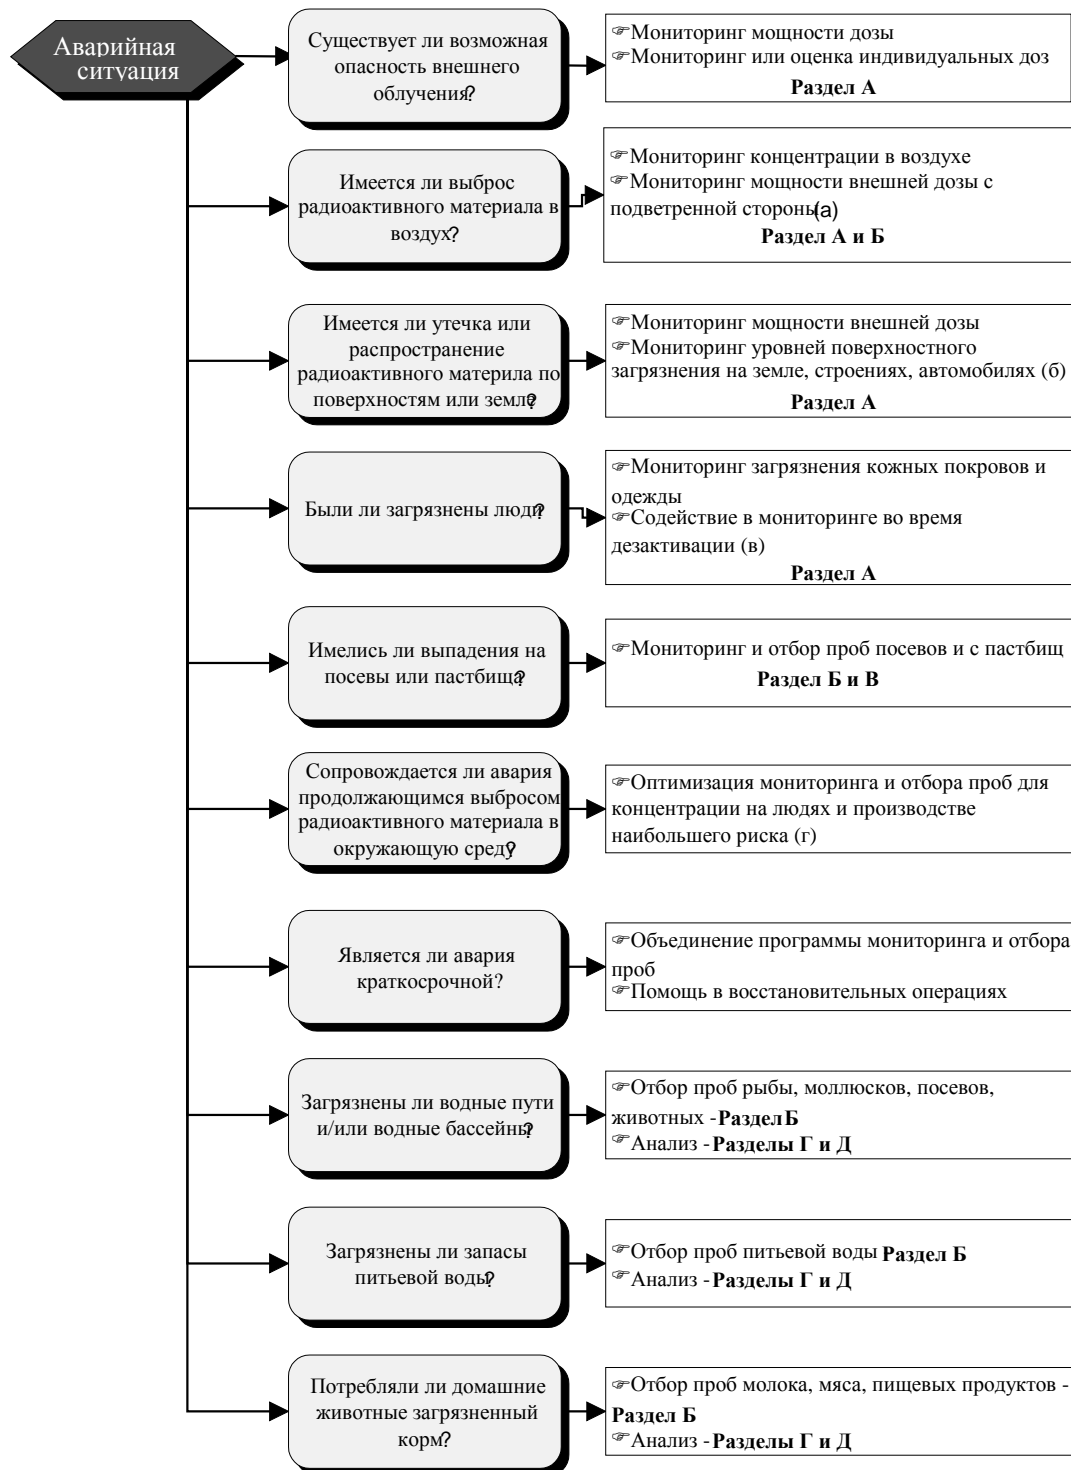 Аварийная
ситуация
Существует ли возможная
опасность внешнего
облучения?
☞Мониторинг мощности дозы
☞Мониторинг или оценка индивидуальных доз
Раздел А
Имеется ли выброс
радиоактивного материала в
воздух?
☞Мониторинг концентрации в воздухе
☞Мониторинг мощности внешней дозы с
подветренной стороны(а)
Раздел А и Б
Имеется ли утечка или
распространение
радиоактивного материла по
поверхностям или земле?
☞Мониторинг мощности внешней дозы
☞Мониторинг уровней поверхностного
загрязнения на земле, строениях, автомобилях (б)
Раздел А
Были ли загрязнены люди?
☞Мониторинг загрязнения кожных покровов и
одежды
☞Содействие в мониторинге во время
дезактивации (в)
Раздел А
Имелись ли выпадения на
посевы или пастбища?
☞Мониторинг и отбор проб посевов и с пастбищ
Раздел Б и В
Сопровождается ли авария
продолжающимся выбросом
радиоактивного материала в
окружающую среду?
☞Оптимизация мониторинга и отбора проб для
концентрации на людях и производстве
наибольшего риска (г)
Является ли авария
краткосрочной?
☞Объединение программы мониторинга и отбора
проб
☞Помощь в восстановительных операциях
Загрязнены ли водные пути
и/или водные бассейны?
☞Отбор проб рыбы, моллюсков, посевов,
животных -Раздел Б
☞Анализ -Разделы Г и Д
Загрязнены ли запасы
питьевой воды?
☞Отбор проб питьевой воды Раздел Б
☞Анализ -Разделы Г и Д
Потребляли ли домашние
животные загрязненный
корм?
☞Отбор проб молока, мяса, пищевых продуктов -
Раздел Б
☞Анализ -Разделы Г и Д